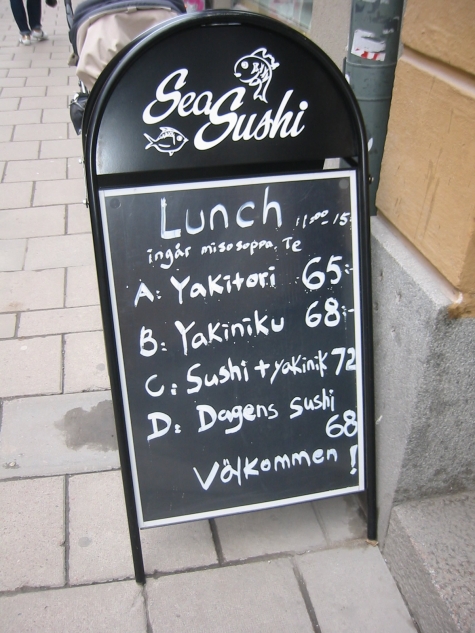 Sea Sushi
Lunch 11:00 15:
ingår misosoppa. Te
A: Yakitori 65:-
B: Yakiniku 68:-
C: Sushi + yakinik 72
D: Dagens sushi
68
Välkommen!